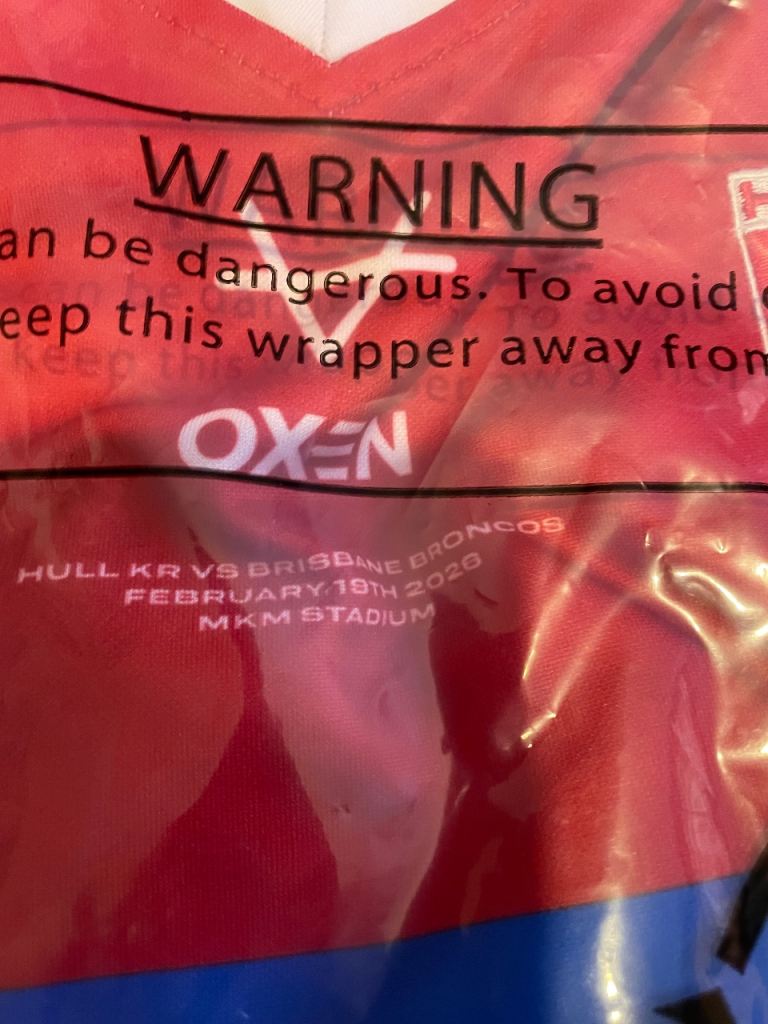 WARNING
an be dangerous. To avoid
eep this wrapper away from
OXEN
HULL KR VS BRISBANE BRONCOS
FEBRUARY 19TH 2026
MKM STADIUM